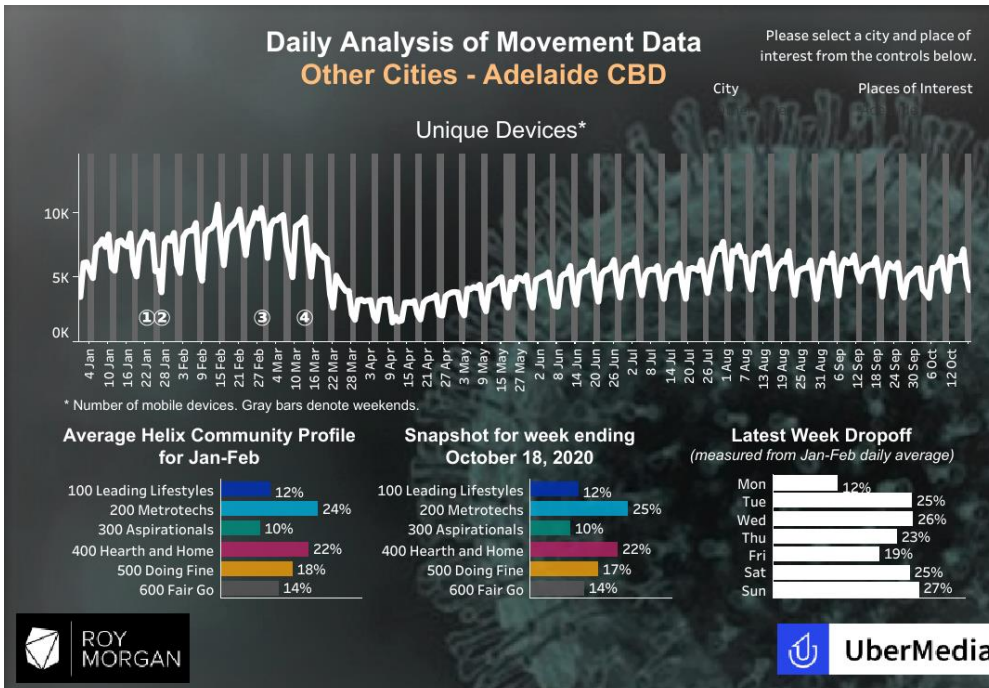 Daily Analysis of Movement Data
Other Cities - Adelaide CBD
Please select a city and place of
interest from the controls below.
City
Places of Interest
Unique Devices*
10K
5K
0K
① ② ③ ④
4 Jan
10 Jan
16 Jan
22 Jan
28 Jan
3 Feb
9 Feb
15 Feb
21 Feb
27 Feb
4 Mar
10 Mar
16 Mar
22 Mar
28 Mar
3 Apr
9 Apr
15 Apr
21 Apr
27 Apr
3 May
9 May
15 May
27 May
2 Jun
8 Jun
14 Jun
20 Jun
26 Jun
2 Jul
8 Jul
14 Jul
20 Jul
26 Jul
1 Aug
7 Aug
13 Aug
19 Aug
25 Aug
31 Aug
6 Sep
12 Sep
18 Sep
24 Sep
30 Sep
6 Oct
12 Oct
* Number of mobile devices. Gray bars denote weekends.
Average Helix Community Profile
for Jan-Feb
100 Leading Lifestyles 12%
200 Metrotechs 24%
300 Aspirationals 10%
400 Hearth and Home 22%
500 Doing Fine 18%
600 Fair Go 14%
Snapshot for week ending
October 18, 2020
100 Leading Lifestyles 12%
200 Metrotechs 25%
300 Aspirationals 10%
400 Hearth and Home 22%
500 Doing Fine 17%
600 Fair Go 14%
Latest Week Dropoff
(measured from Jan-Feb daily average)
Mon 12%
Tue 25%
Wed 26%
Thu 23%
Fri 19%
Sat 25%
Sun 27%
ROY
MORGAN
UberMedia